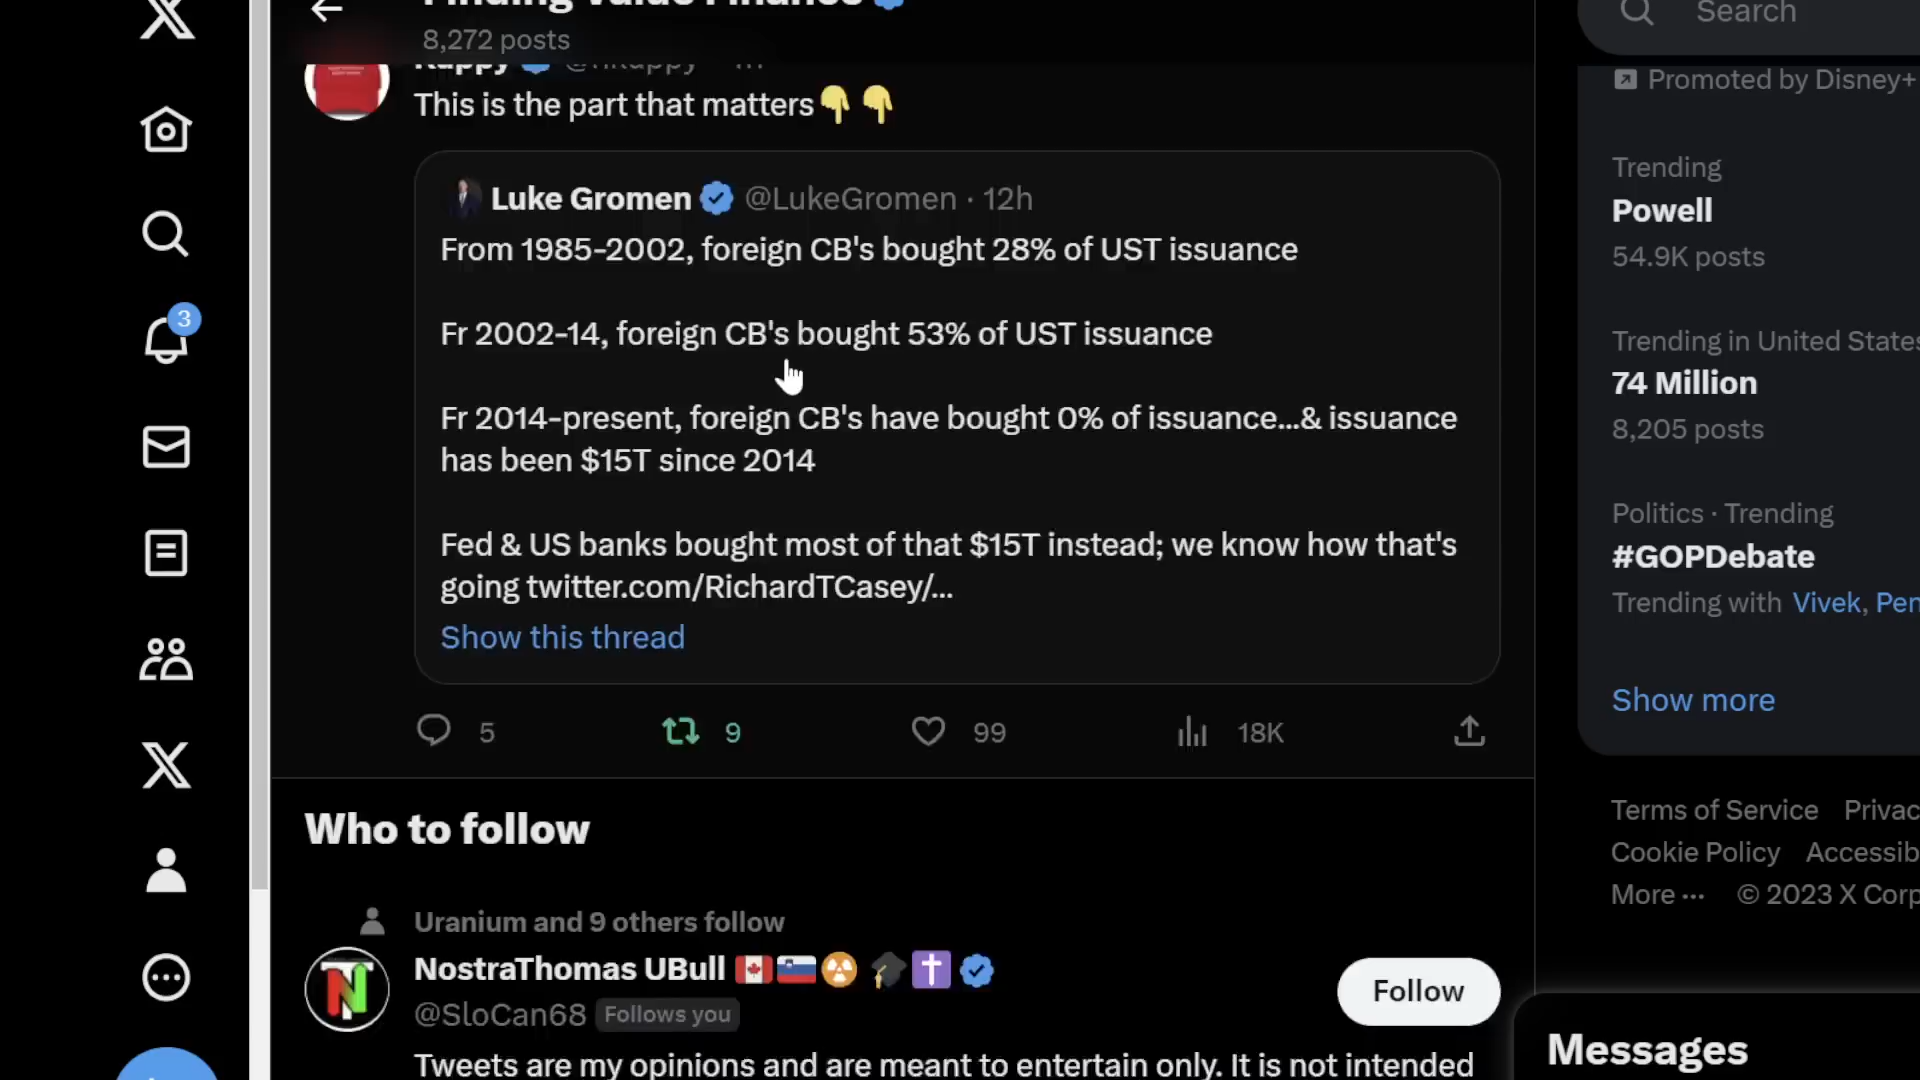 Finding Value Finance
8,272 posts
This is the part that matters👇👇
Luke Gromen @LukeGromen · 12h
From 1985-2002, foreign CB's bought 28% of UST issuance
Fr 2002-14, foreign CB's bought 53% of UST issuance
Fr 2014-present, foreign CB's have bought 0% of issuance...& issuance
has been $15T since 2014
Fed & US banks bought most of that $15T instead; we know how that's
going twitter.com/RichardTCasey/...
Show this thread
5 9 99 18K
Who to follow
Uranium and 9 others follow
NostraThomas UBull 🇨🇦🇸🇮☢️🎓✝️
@SloCan68 Follows you
Follow
Tweets are my opinions and are meant to entertain only. It is not intended
3
Search
Promoted by Disney+
Trending
Powell
54.9K posts
Trending in United States
74 Million
8,205 posts
Politics · Trending
#GOPDebate
Trending with Vivek, Pen
Show more
Terms of Service Privac
Cookie Policy Accessib
More ··· © 2023 X Corp
Messages